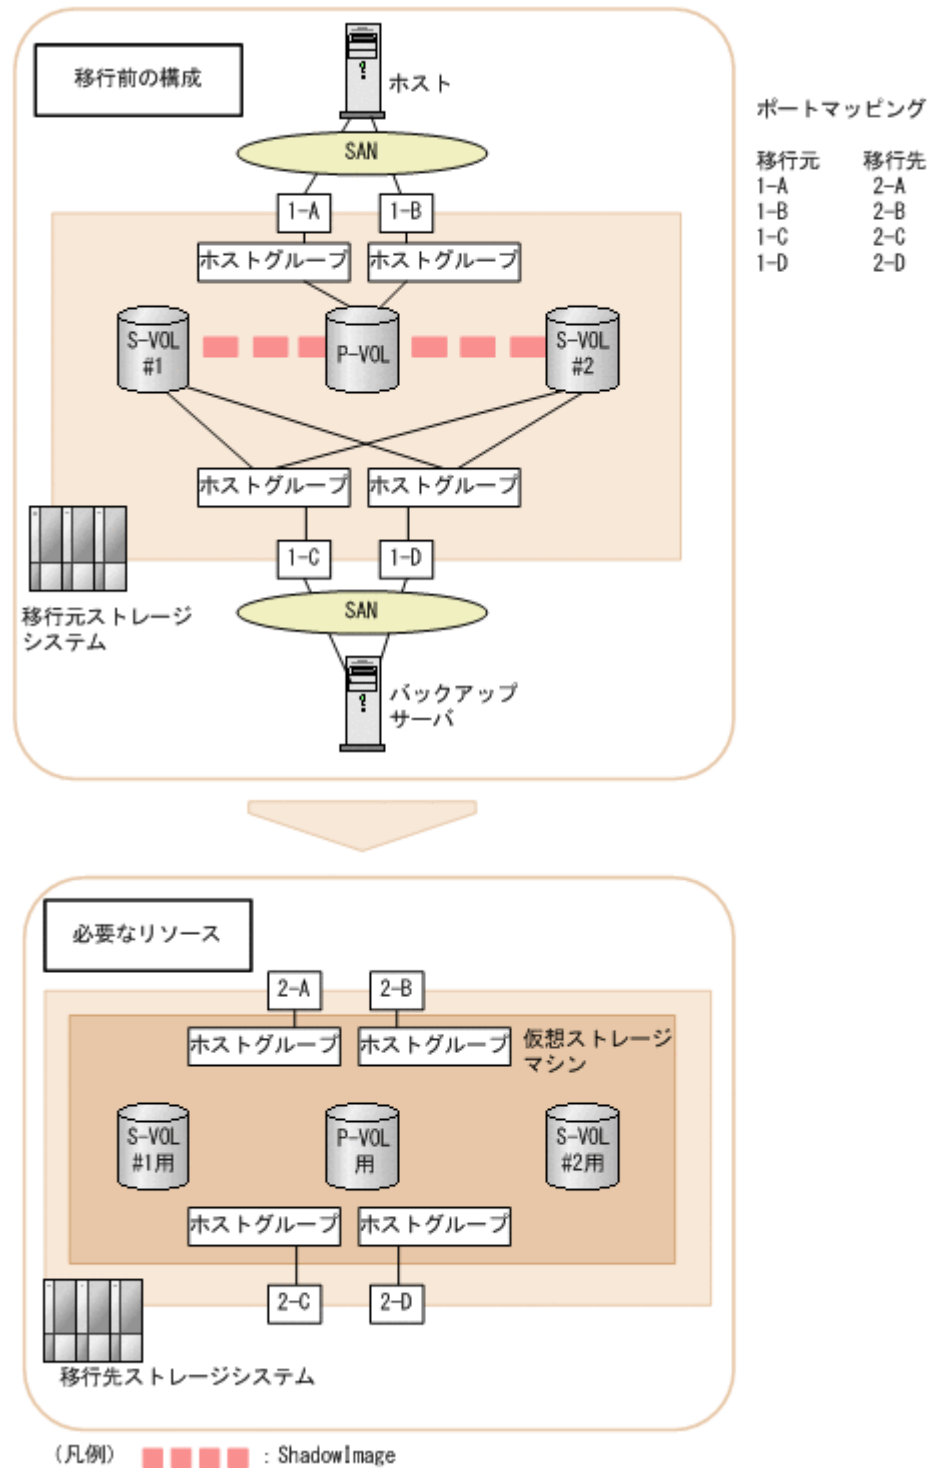 移行前の構成
ホスト
SAN
1-A
1-B
ホストグループ
ホストグループ
S-VOL
#1
P-VOL
S-VOL
#2
ホストグループ
ホストグループ
1-C
1-D
移行元ストレージ
システム
SAN
バックアップ
サーバ
ポートマッピング
移行元 移行先
1-A 2-A
1-B 2-B
1-C 2-C
1-D 2-D
必要なリソース
2-A
2-B
ホストグループ
ホストグループ
仮想ストレージ
マシン
S-VOL
#1用
P-VOL
用
S-VOL
#2用
ホストグループ
ホストグループ
2-C
2-D
移行先ストレージシステム
(凡例) : ShadowImage